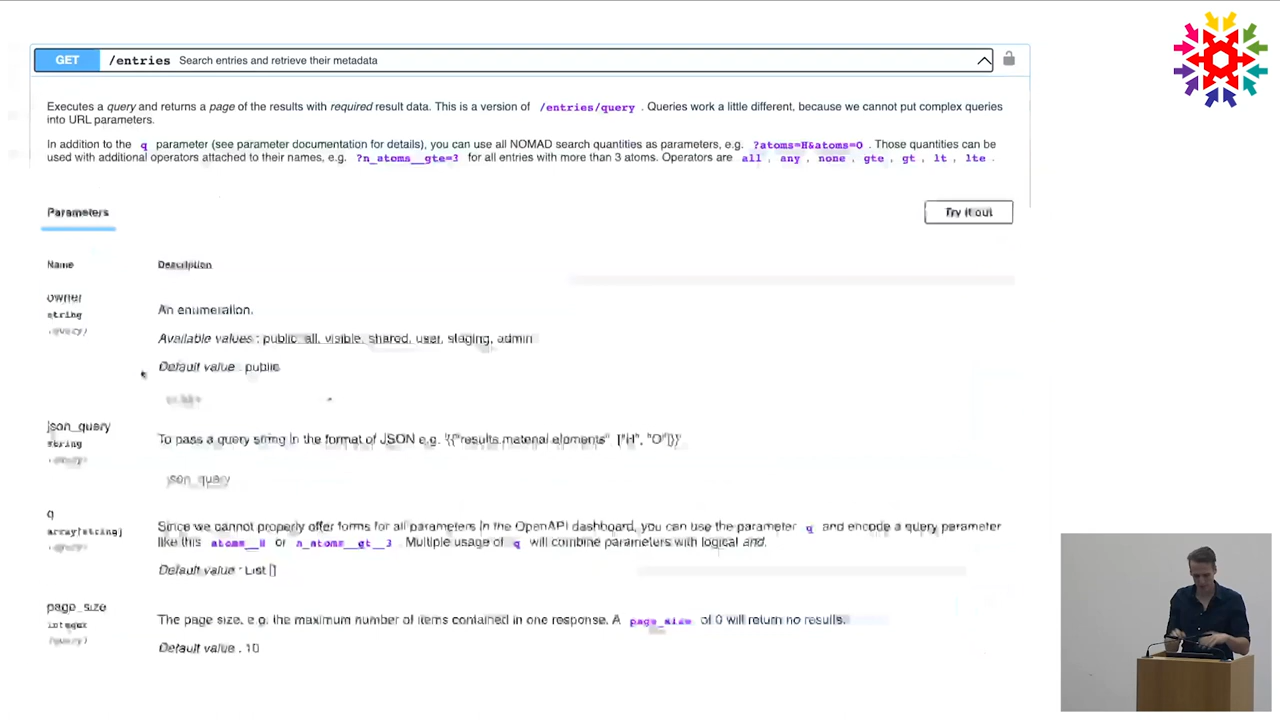 GET /entries Search entries and retrieve their metadata
Executes a query and returns a page of the results with required result data. This is a version of /entries/query . Queries work a little different, because we cannot put complex queries
into URL parameters.
In addition to the q parameter (see parameter documentation for details), you can use all NOMAD search quantities as parameters, e.g. ?atoms=H&atoms=O . Those quantities can be
used with additional operators attached to their names, e.g. ?n_atoms__gte=3 for all entries with more than 3 atoms. Operators are all , any , none , gte , gt , lt , lte .
Parameters
Try it out
Name Description
owner
An enumeration.
string
(query)
Available values : public, all, visible, shared, user, staging, admin
Default value : public
json_query
To pass a query string in the format of JSON e.g. '{{"results.material.elements": ["H", "O"]}}'
string
(query)
json_query
q
Since we cannot properly offer forms for all parameters in the OpenAPI dashboard, you can use the parameter q and encode a query parameter
array[string]
like this atoms__H or n_atoms__gt__3 . Multiple usage of q will combine parameters with logical and.
(query)
Default value : List []
page_size
The page size, e.g. the maximum number of items contained in one response. A page_size of 0 will return no results.
integer
(query)
Default value : 10